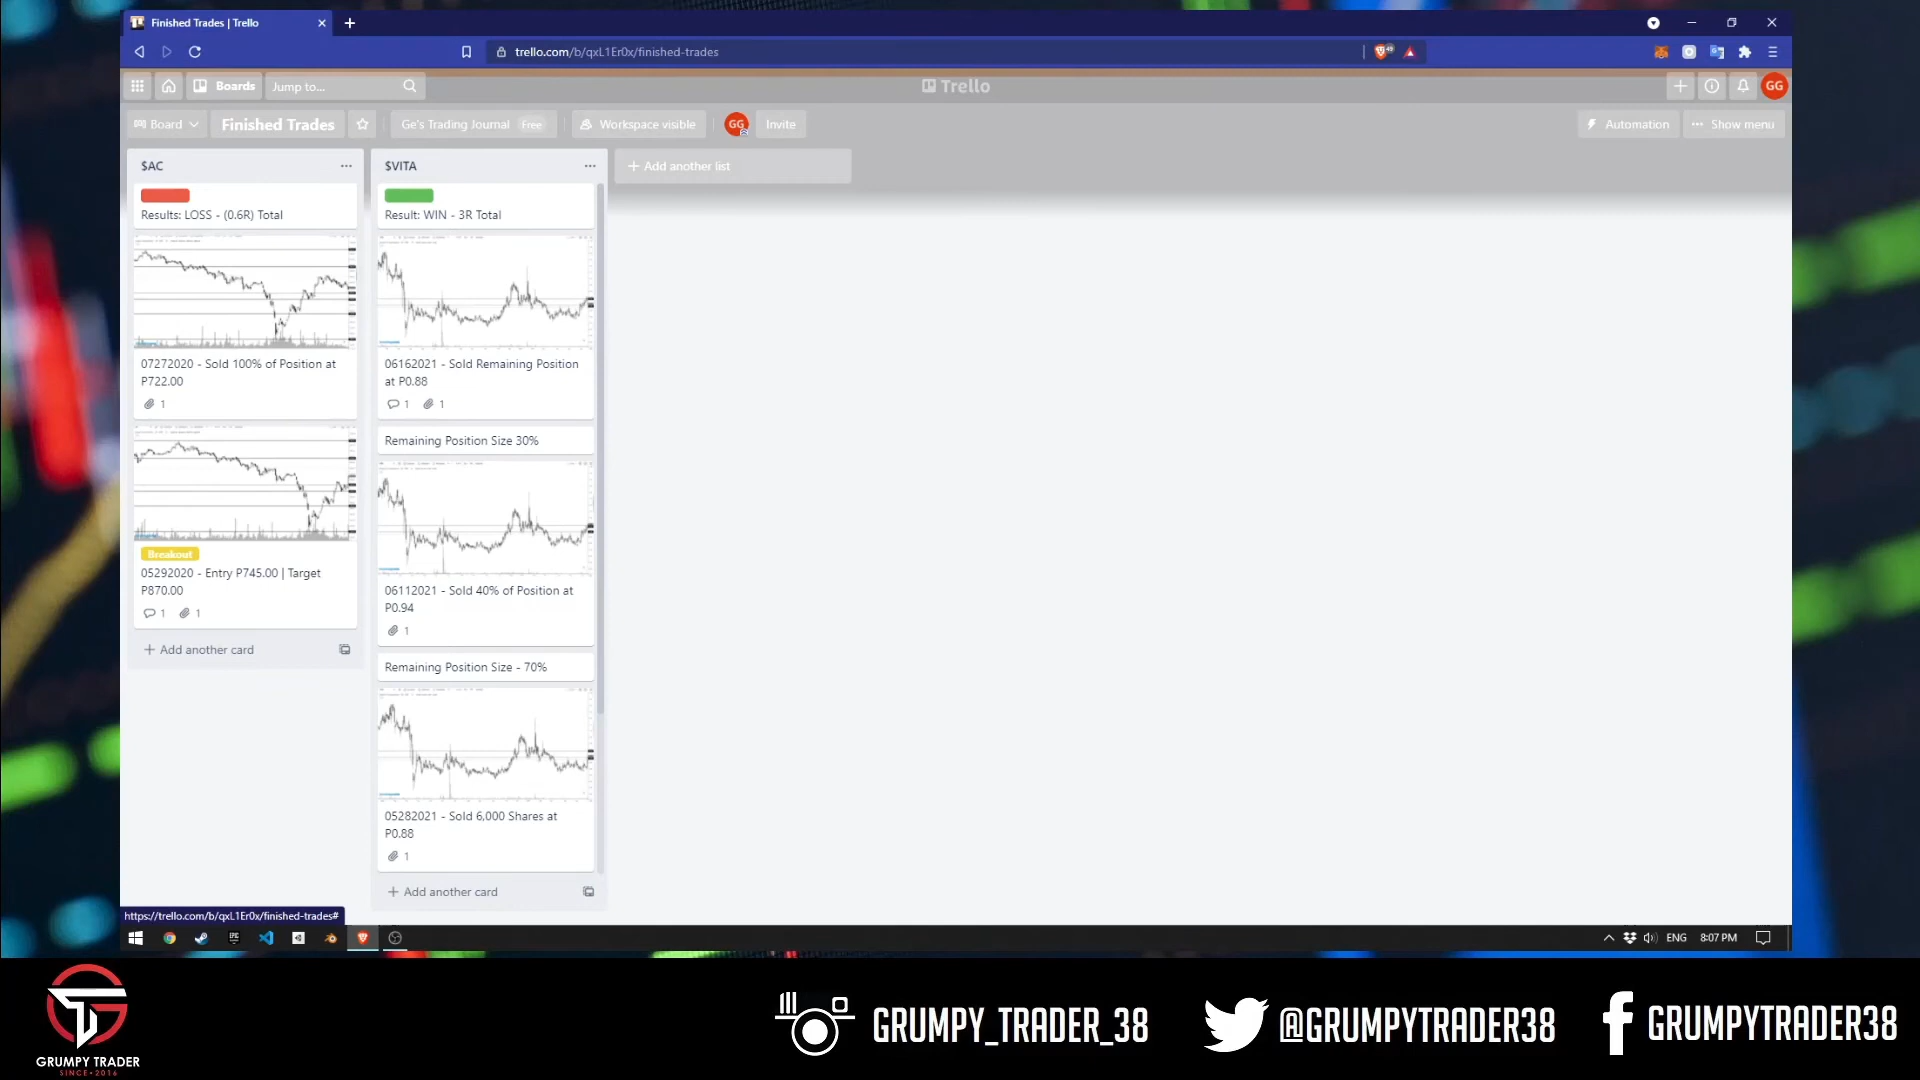 Finished Trades | Trello
trello.com/b/qxL1Er0x/finished-trades
Boards
Jump to...
Trello
GG
Board
Finished Trades
Ge's Trading Journal
Free
Workspace visible
GG
Invite
Automation
Show menu
$AC
Results: LOSS - (0.6R) Total
07272020 - Sold 100% of Position at
P722.00
1
Breakout
05292020 - Entry P745.00 | Target
P870.00
1
1
Add another card
$VITA
Result: WIN - 3R Total
06162021 - Sold Remaining Position
at P0.88
1
1
Remaining Position Size 30%
06112021 - Sold 40% of Position at
P0.94
1
Remaining Position Size - 70%
05282021 - Sold 6,000 Shares at
P0.88
1
Add another card
Add another list
https://trello.com/b/qxL1Er0x/finished-trades#
ENG
8:07 PM
GRUMPY TRADER
SINCE•2016
GRUMPY_TRADER_38
@GRUMPYTRADER38
GRUMPYTRADER38